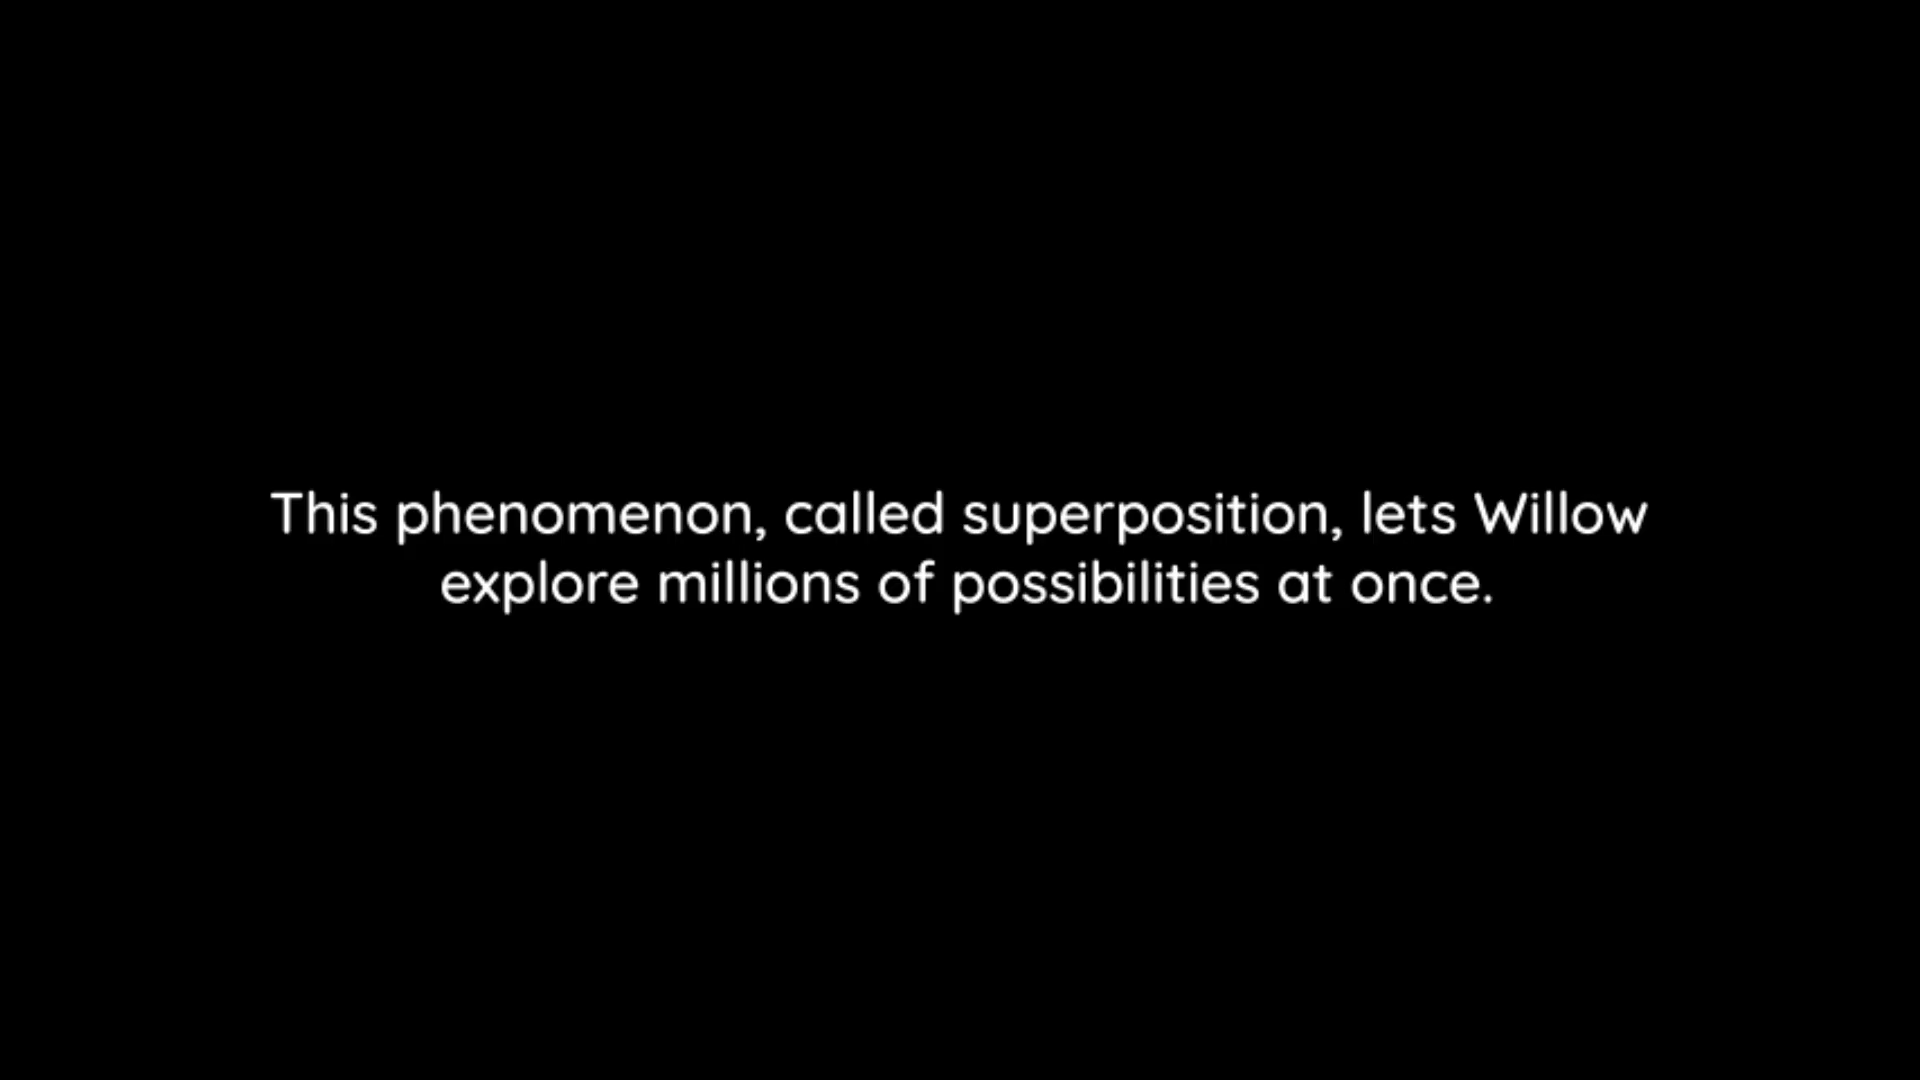 This phenomenon, called superposition, lets Willow
explore millions of possibilities at once.